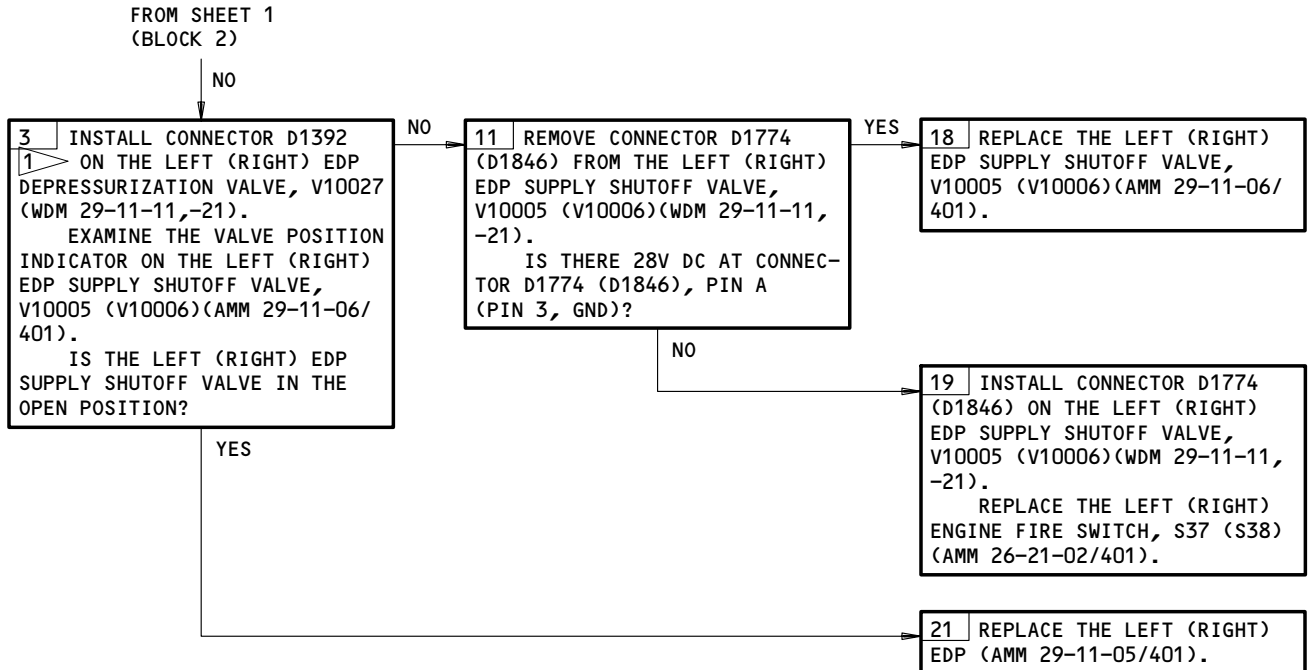 FROM SHEET 1
(BLOCK 2)
NO
3 INSTALL CONNECTOR D1392
1 ON THE LEFT (RIGHT) EDP
DEPRESSURIZATION VALVE, V10027
(WDM 29-11-11,-21).
EXAMINE THE VALVE POSITION
INDICATOR ON THE LEFT (RIGHT)
EDP SUPPLY SHUTOFF VALVE,
V10005 (V10006)(AMM 29-11-06/
401).
IS THE LEFT (RIGHT) EDP
SUPPLY SHUTOFF VALVE IN THE
OPEN POSITION?
NO
11 REMOVE CONNECTOR D1774
(D1846) FROM THE LEFT (RIGHT)
EDP SUPPLY SHUTOFF VALVE,
V10005 (V10006)(WDM 29-11-11,
-21).
IS THERE 28V DC AT CONNEC-
TOR D1774 (D1846), PIN A
(PIN 3, GND)?
YES
18 REPLACE THE LEFT (RIGHT)
EDP SUPPLY SHUTOFF VALVE,
V10005 (V10006)(AMM 29-11-06/
401).
NO
19 INSTALL CONNECTOR D1774
(D1846) ON THE LEFT (RIGHT)
EDP SUPPLY SHUTOFF VALVE,
V10005 (V10006)(WDM 29-11-11,
-21).
REPLACE THE LEFT (RIGHT)
ENGINE FIRE SWITCH, S37 (S38)
(AMM 26-21-02/401).
YES
21 REPLACE THE LEFT (RIGHT)
EDP (AMM 29-11-05/401).